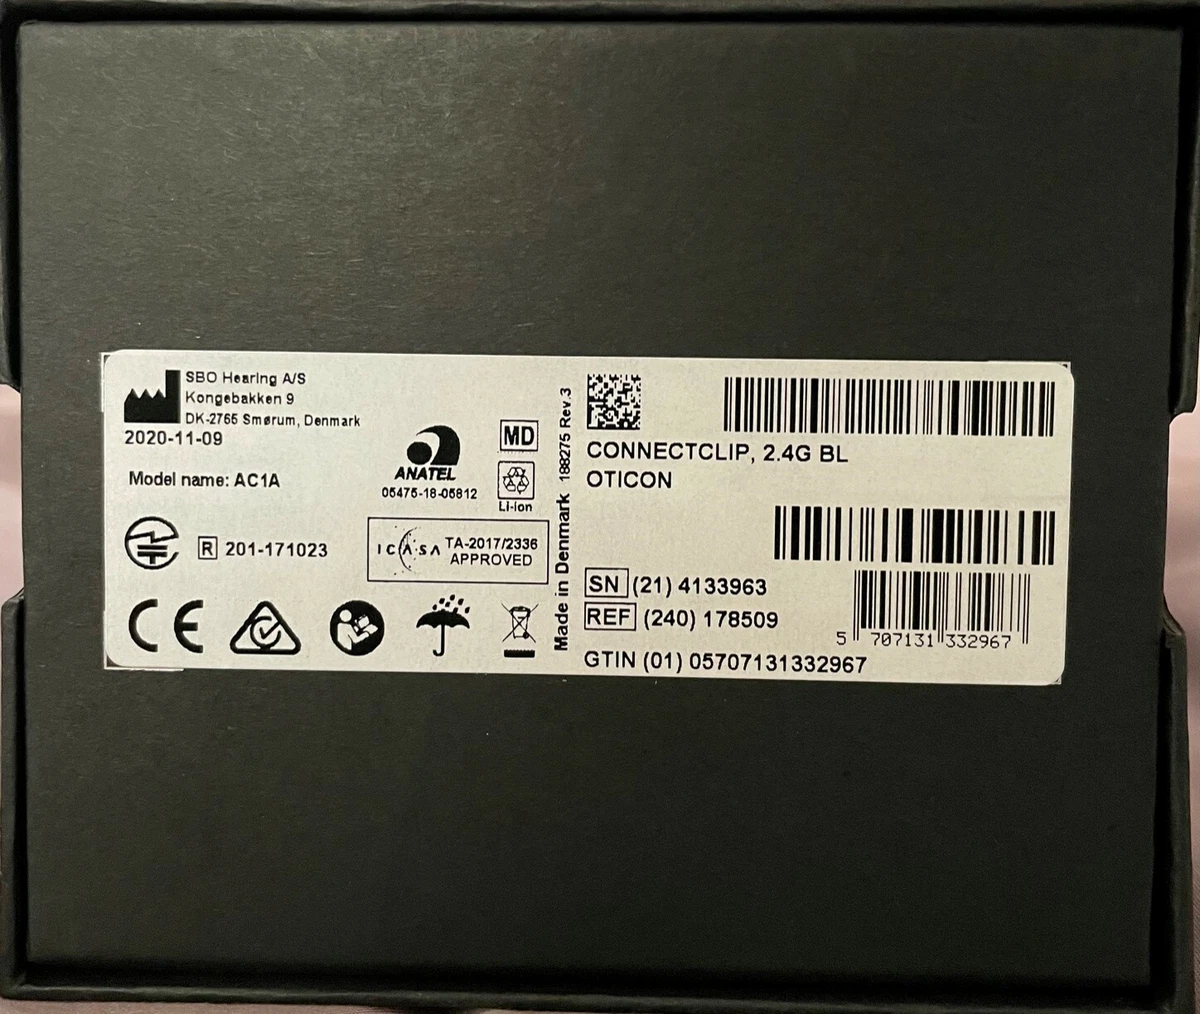 SBO Hearing A/S
Kongebakken 9
DK-2765 Smørum, Denmark
2020-11-09
Model name: AC1A
ANATEL
05475-18-05812
MD
Li-ion
R 201-171023
ICASA TA-2017/2336
APPROVED
CE
Made in Denmark 188275 Rev.3
CONNECTCLIP, 2.4G BL
OTICON
SN (21) 4133963
REF (240) 178509
5 707131 332967
GTIN (01) 05707131332967